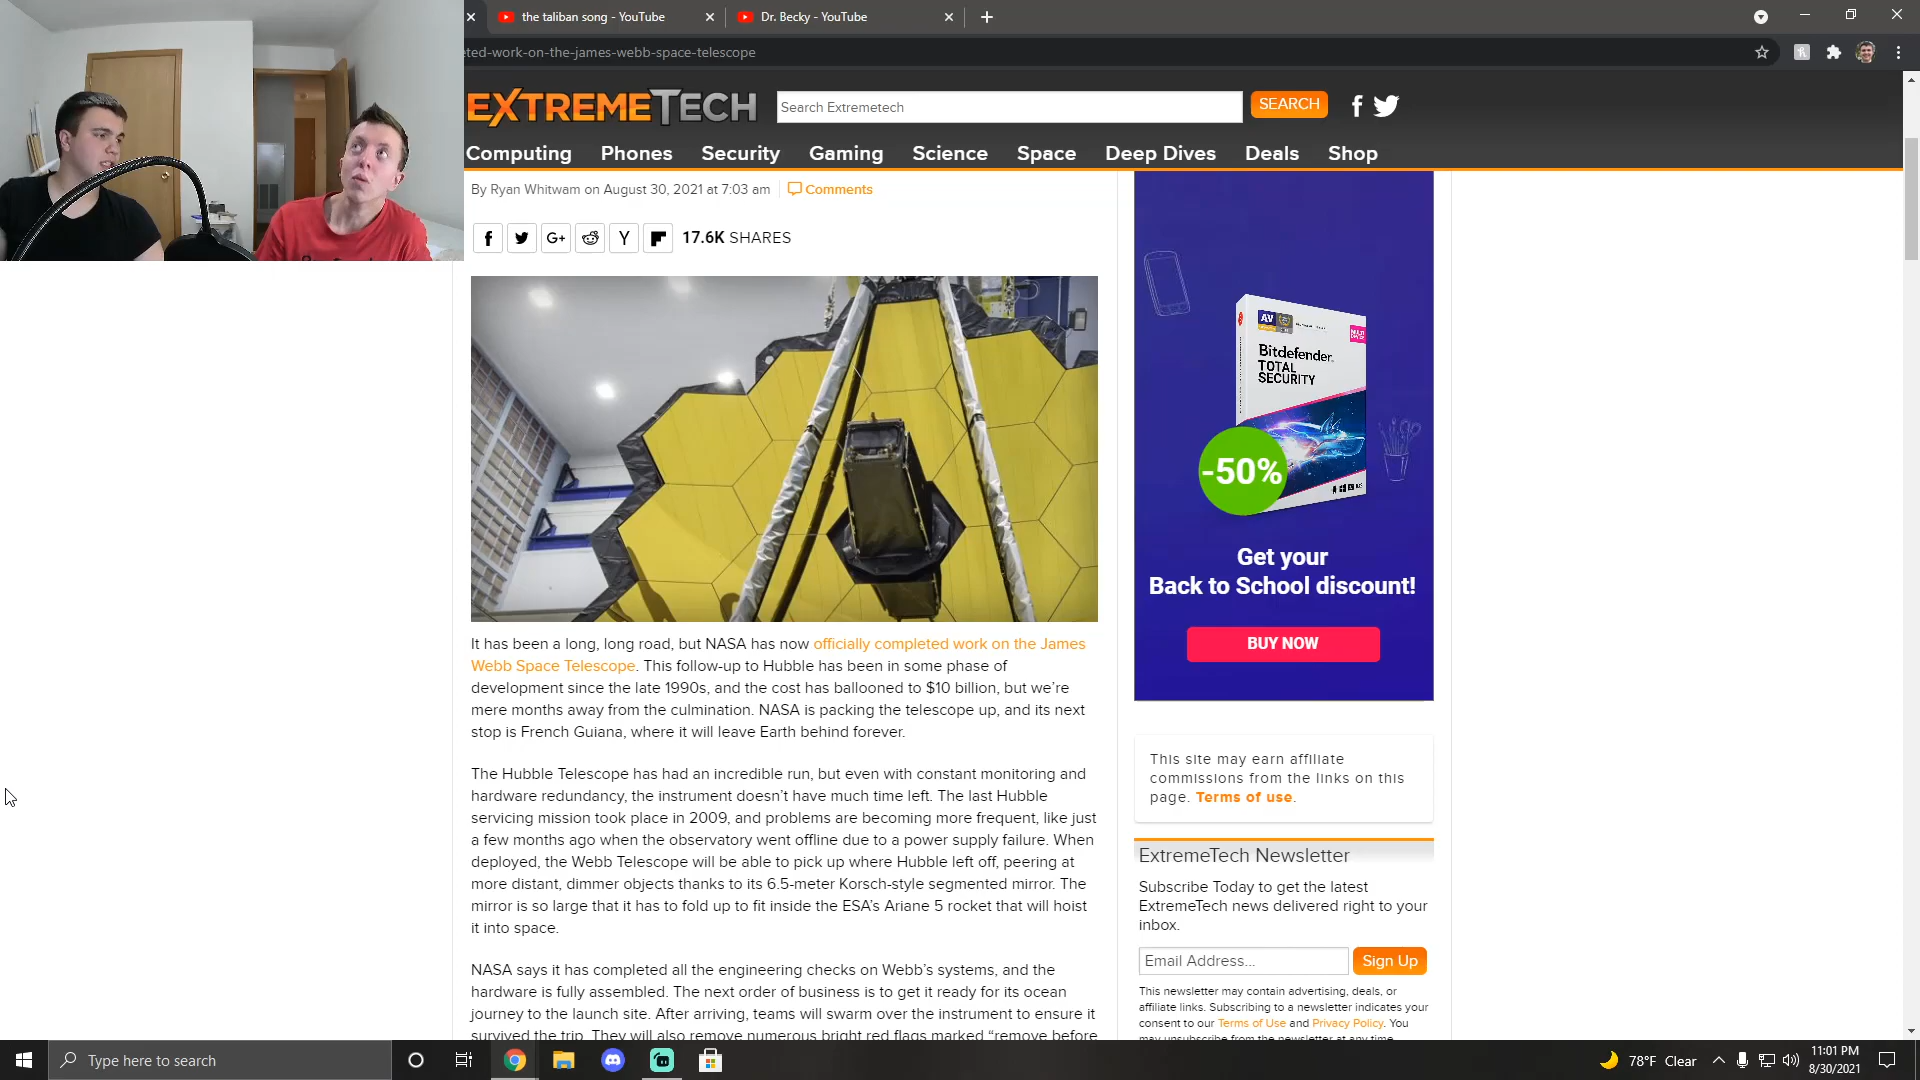 the taliban song - YouTube
Dr. Becky - YouTube
eted-work-on-the-james-webb-space-telescope
EXTREMETECH
Search Extremetech
SEARCH
Computing Phones Security Gaming Science Space Deep Dives Deals Shop
By Ryan Whitwam on August 30, 2021 at 7:03 am
Comments
17.6K SHARES
It has been a long, long road, but NASA has now officially completed work on the James
Webb Space Telescope. This follow-up to Hubble has been in some phase of
development since the late 1990s, and the cost has ballooned to $10 billion, but we’re
mere months away from the culmination. NASA is packing the telescope up, and its next
stop is French Guiana, where it will leave Earth behind forever.
The Hubble Telescope has had an incredible run, but even with constant monitoring and
hardware redundancy, the instrument doesn’t have much time left. The last Hubble
servicing mission took place in 2009, and problems are becoming more frequent, like just
a few months ago when the observatory went offline due to a power supply failure. When
deployed, the Webb Telescope will be able to pick up where Hubble left off, peering at
more distant, dimmer objects thanks to its 6.5-meter Korsch-style segmented mirror. The
mirror is so large that it has to fold up to fit inside the ESA’s Ariane 5 rocket that will hoist
it into space.
NASA says it has completed all the engineering checks on Webb’s systems, and the
hardware is fully assembled. The next order of business is to get it ready for its ocean
journey to the launch site. After arriving, teams will swarm over the instrument to ensure it
survived the trip. They will also remove numerous bright red flags marked “remove before
AV
Bitdefender
TOTAL
SECURITY
-50%
Get your
Back to School discount!
BUY NOW
This site may earn affiliate
commissions from the links on this
page. Terms of use.
ExtremeTech Newsletter
Subscribe Today to get the latest
ExtremeTech news delivered right to your
inbox.
Email Address...
Sign Up
This newsletter may contain advertising, deals, or
affiliate links. Subscribing to a newsletter indicates your
consent to our Terms of Use and Privacy Policy. You
may unsubscribe from the newsletter at any time.
Type here to search
78°F Clear
11:01 PM
8/30/2021